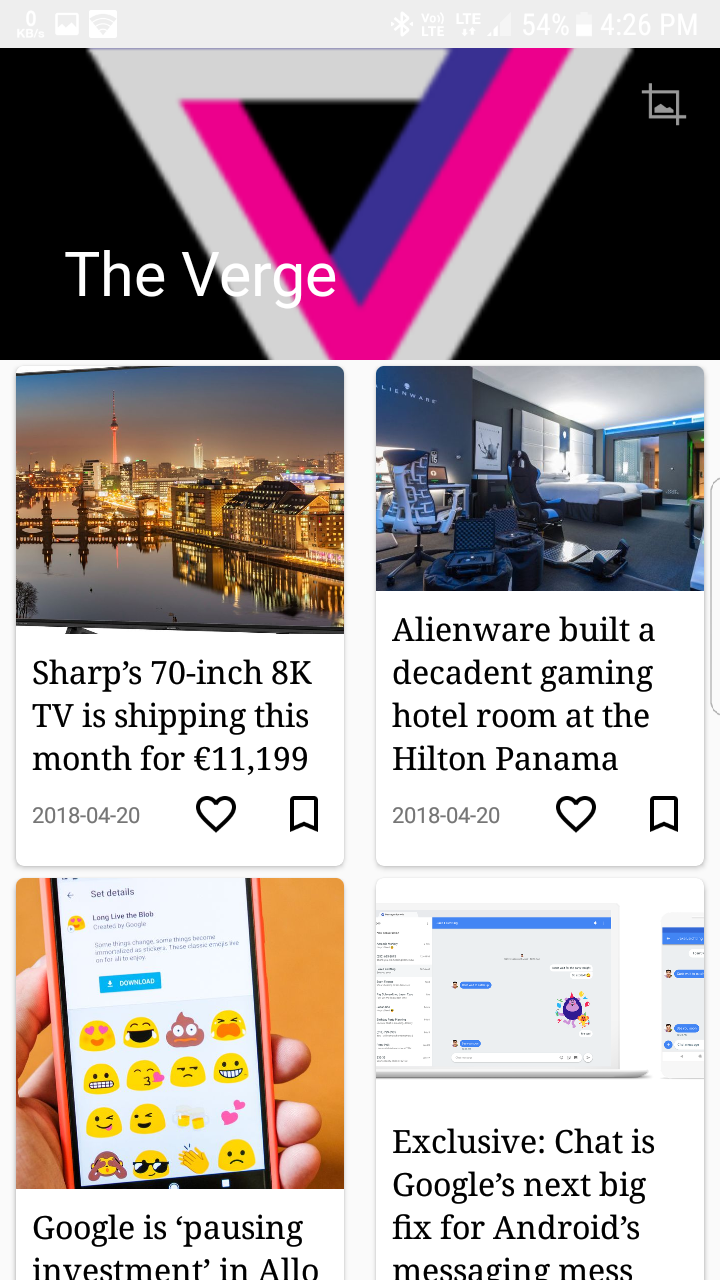 0
KB/s
Vo)
LTE
LTE
54%
4:26 PM
The Verge
ALIENWARE
Sharp’s 70-inch 8K
TV is shipping this
month for €11,199
2018-04-20
Alienware built a
decadent gaming
hotel room at the
Hilton Panama
2018-04-20
Set details
Long Live the Blob
Created by Google
Some things change, some things become
immortalized as stickers. These classic emojis live
on for all to enjoy.
DOWNLOAD
Google is ‘pausing
investment’ in Allo
Exclusive: Chat is
Google’s next big
fix for Android’s
messaging mess